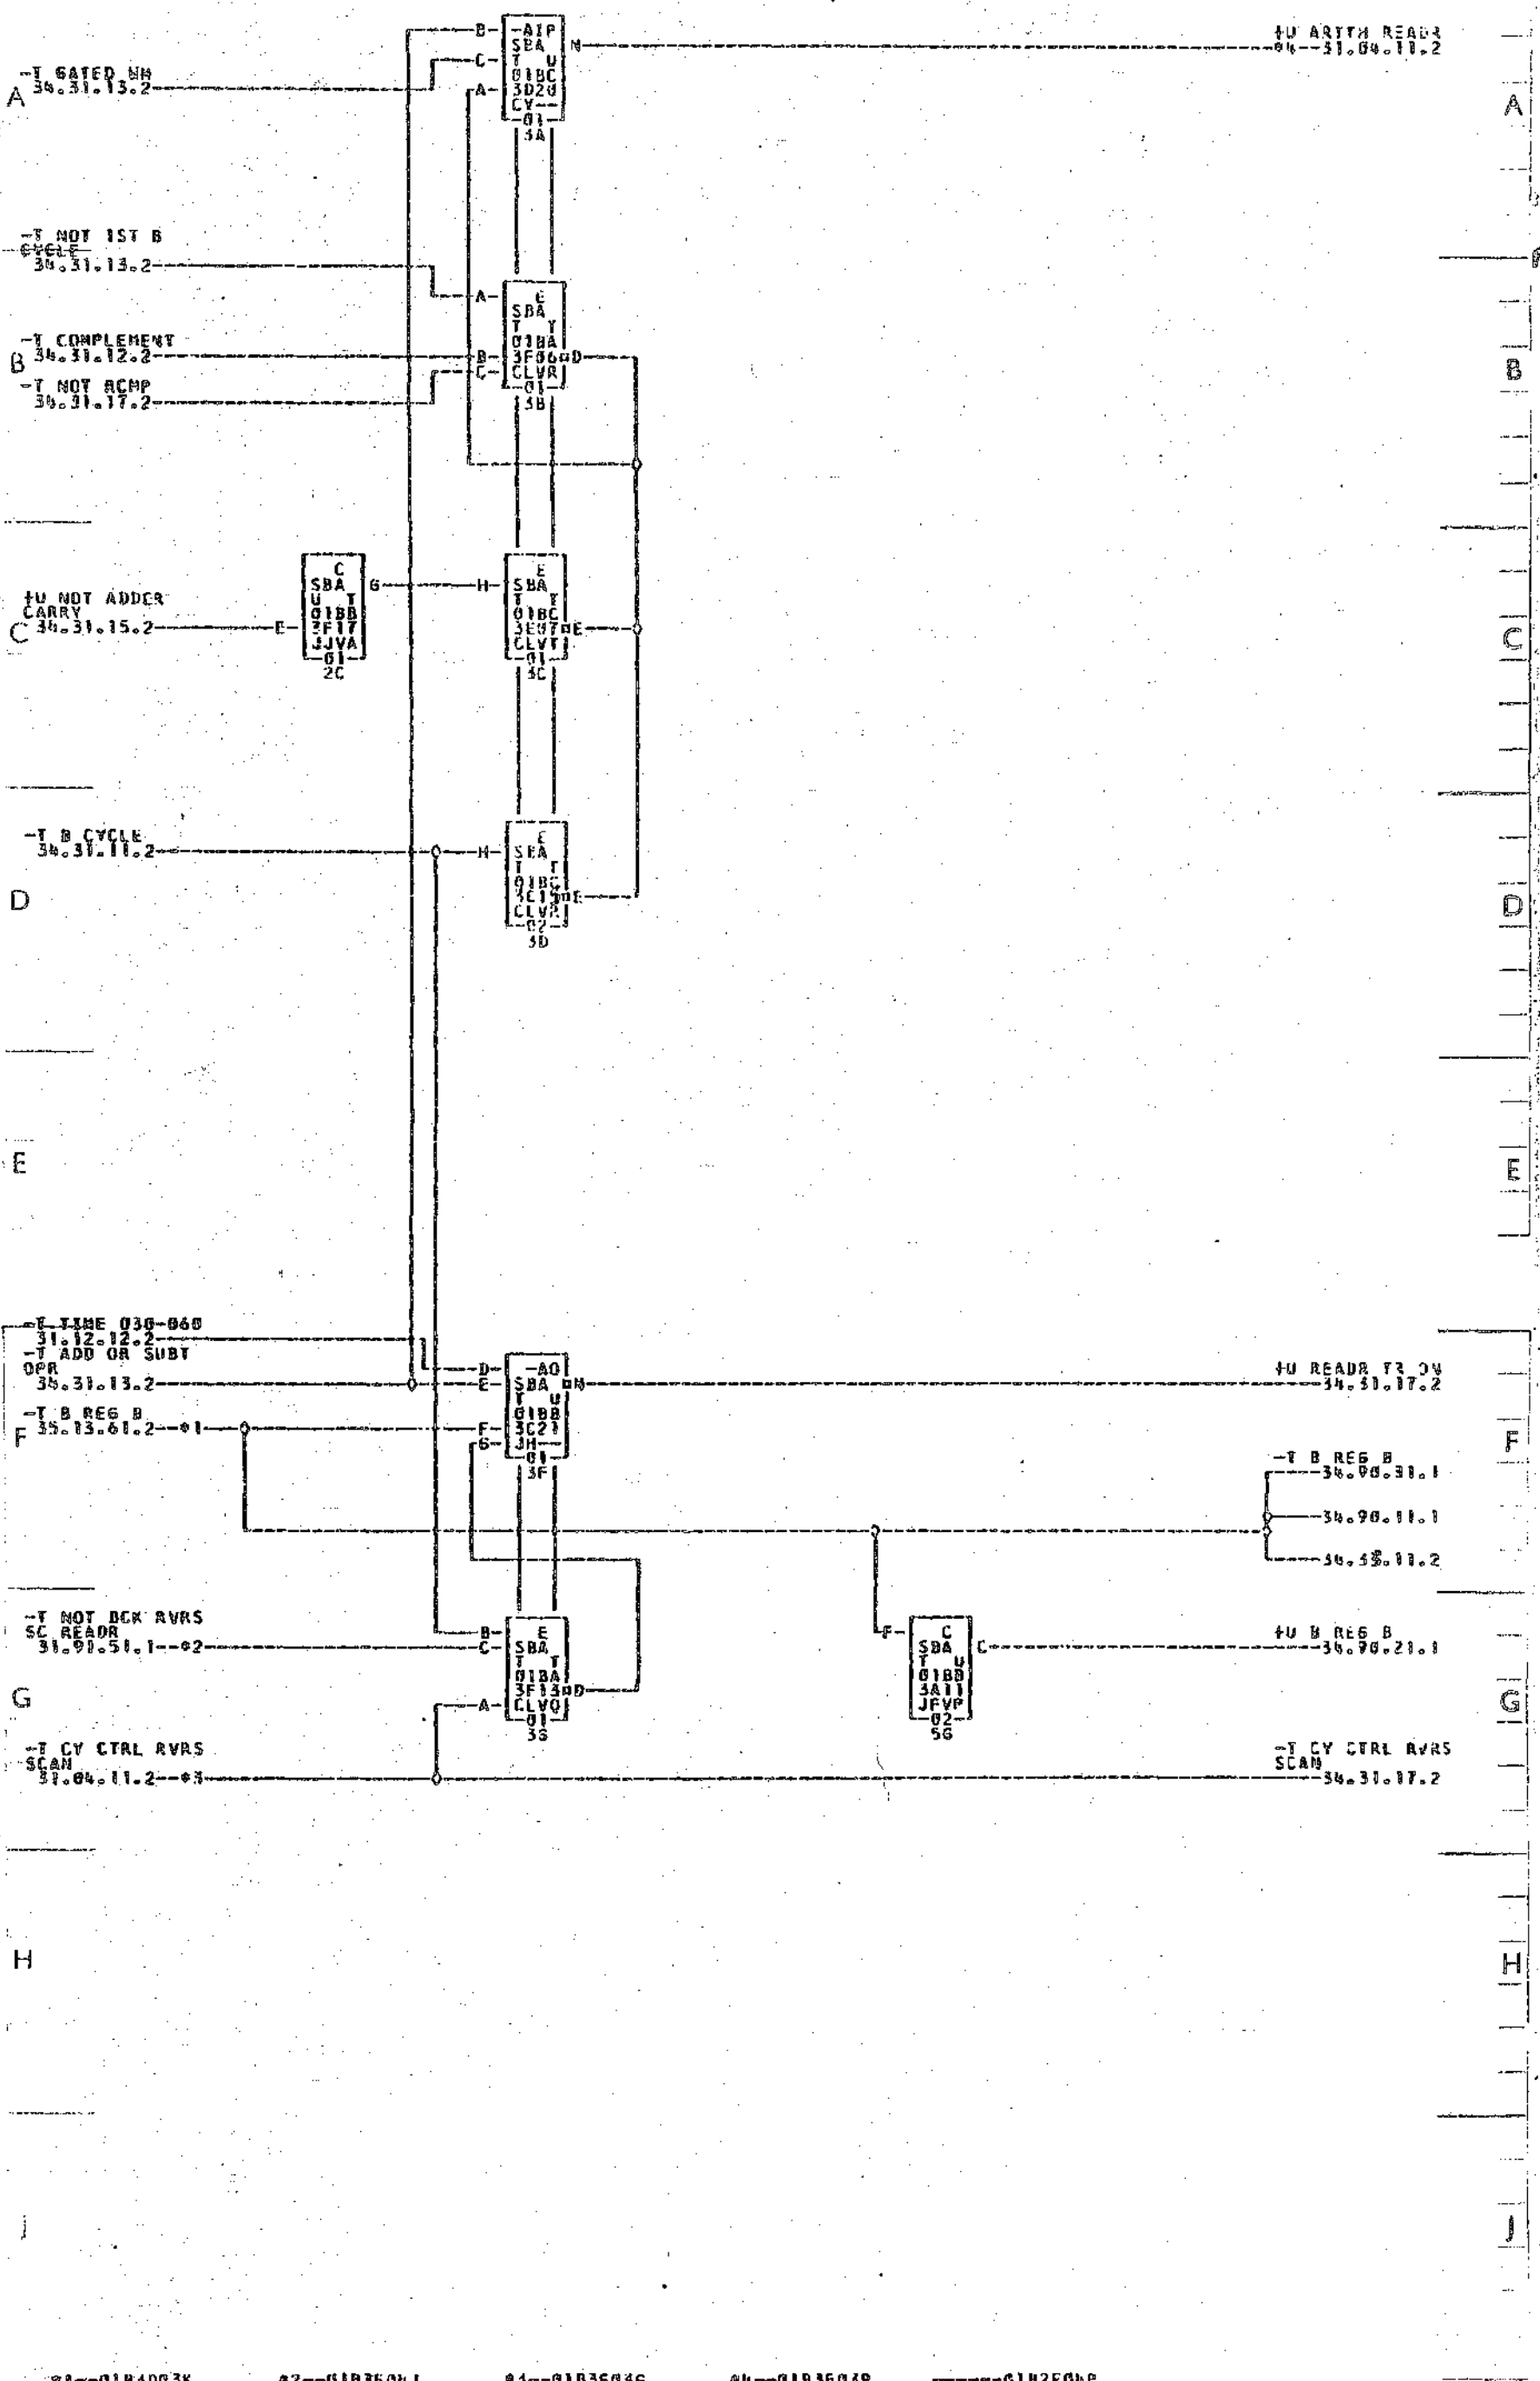 -T GATED WM
34.31.13.2
-T NOT 1ST B
CYCLE
34.31.13.2
-T COMPLEMENT
34.31.12.2
-T NOT RCMP
34.31.17.2
+U NOT ADDER
CARRY
34.31.15.2
-T B CYCLE
34.31.11.2
-T TIME 030-060
31.12.12.2
-T ADD OR SUBT
OPR
34.31.13.2
-T B REG B
35.13.61.2--*1
-T NOT BCK RVRS
SC READR
31.91.51.1--*2
-T CY CTRL RVRS
SCAN
31.04.11.2--*3
B
C
A
-AIP
SBA N
T U
01BC
3D20
CY--
-01-
3A
A
B
C
E
SBA
T T
01BA
3F06 D
CLVR
-01-
3B
E
C
SBA G
U T
01BB
3F17
JJVA
-01-
2C
H
E
SBA
T T
01BC
3E07 E
CLVT
-01-
3C
H
E
SBA
T T
01BC
E
-02-
3D
D
E
F
G
-AO
SBA N
T U
01BB
3C21
JH--
-01-
3F
B
C
A
E
SBA
T T
01BA
3F13 D
CLVQ
-01-
3G
F
C
SBA C
T U
01BB
3A11
JFVP
-02-
5G
+U ARITH READR
*4--31.04.11.2
+U READR T3 OV
34.31.17.2
-T B REG B
34.90.31.1
34.90.11.1
+U B REG B
34.90.21.1
-T CY CTRL RVRS
SCAN
34.31.17.2
A
B
C
D
E
F
G
H
J
A
B
C
D
E
F
G
H
J